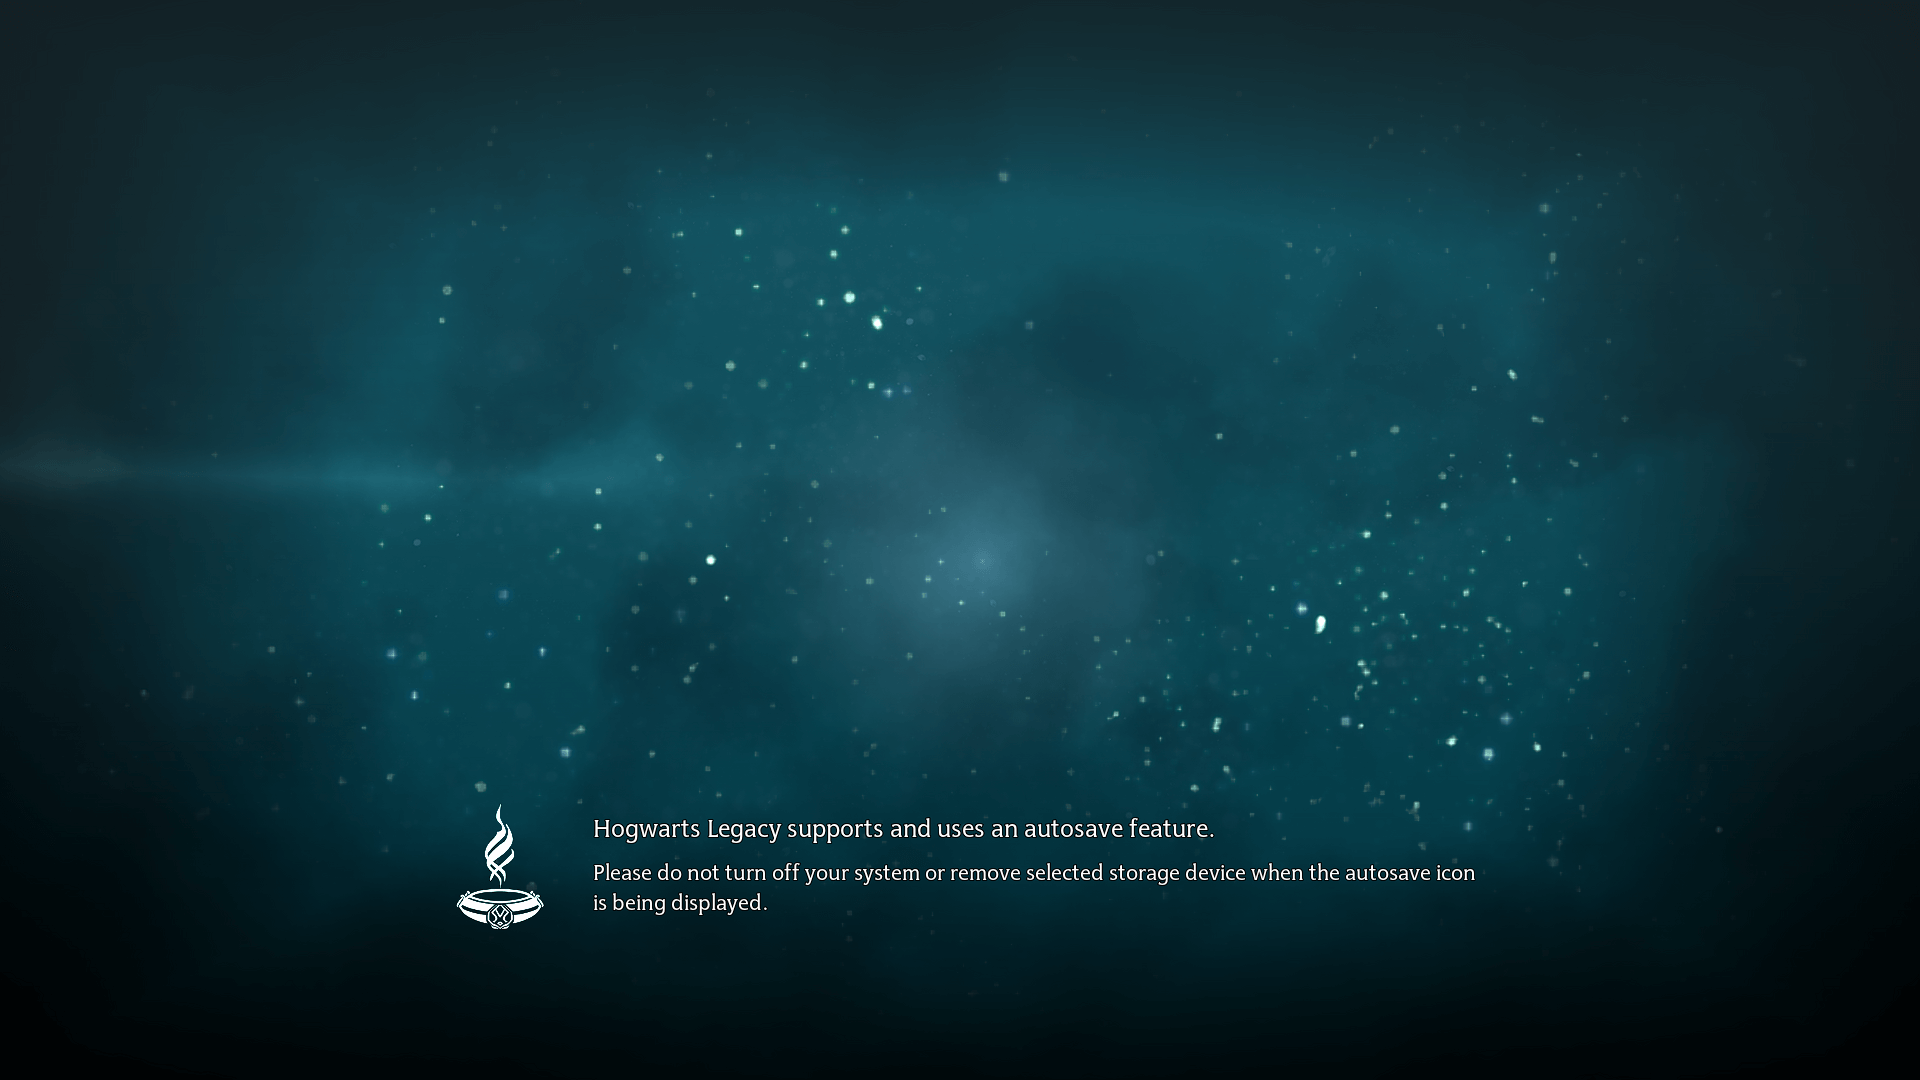 Hogwarts Legacy supports and uses an autosave feature.
Please do not turn off your system or remove selected storage device when the autosave icon
is being displayed.